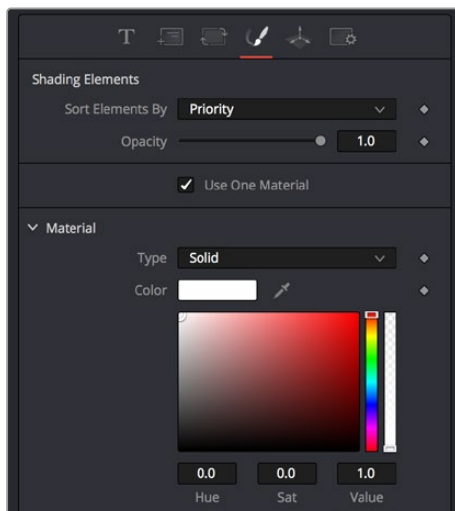 T
Shading Elements
Sort Elements By Priority
Opacity 1.0
Use One Material
Material
Type Solid
Color
0.0 0.0 1.0
Hue Sat Value